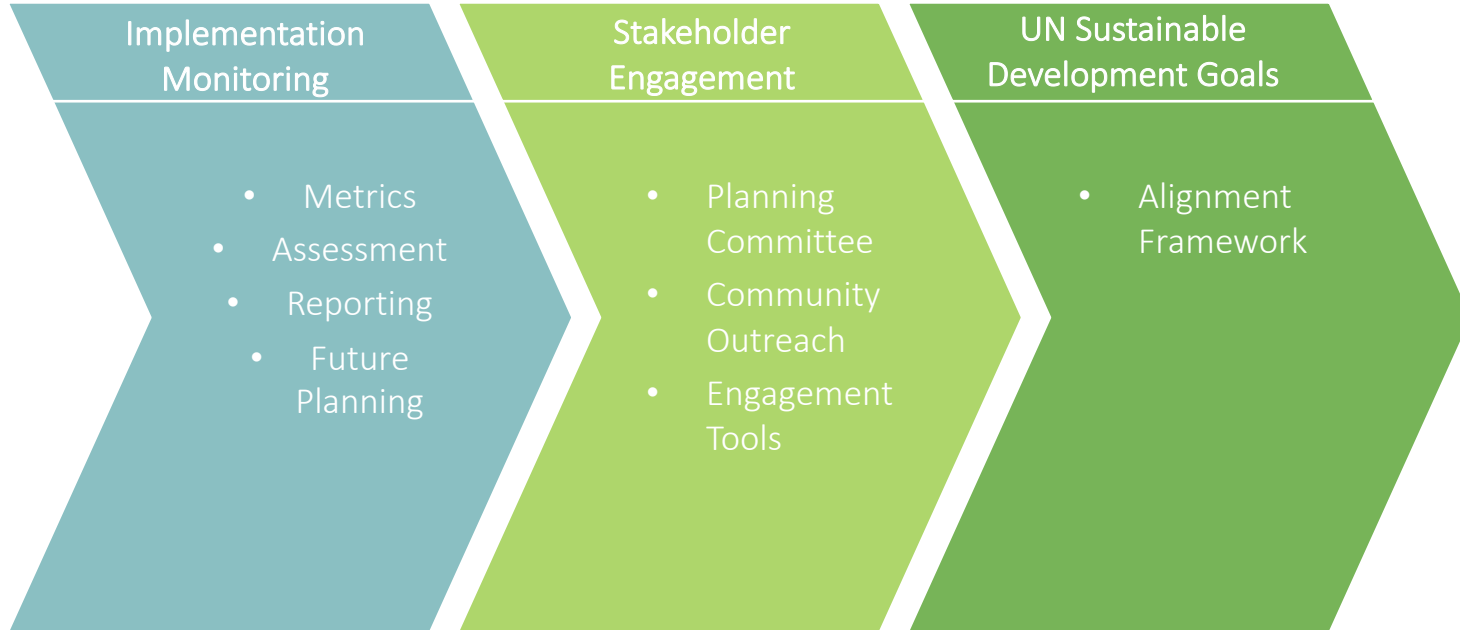 Implementation
Monitoring
• Metrics
• Assessment
• Reporting
• Future
Planning
Stakeholder
Engagement
• Planning
Committee
• Community
Outreach
• Engagement
Tools
UN Sustainable
Development Goals
• Alignment
Framework